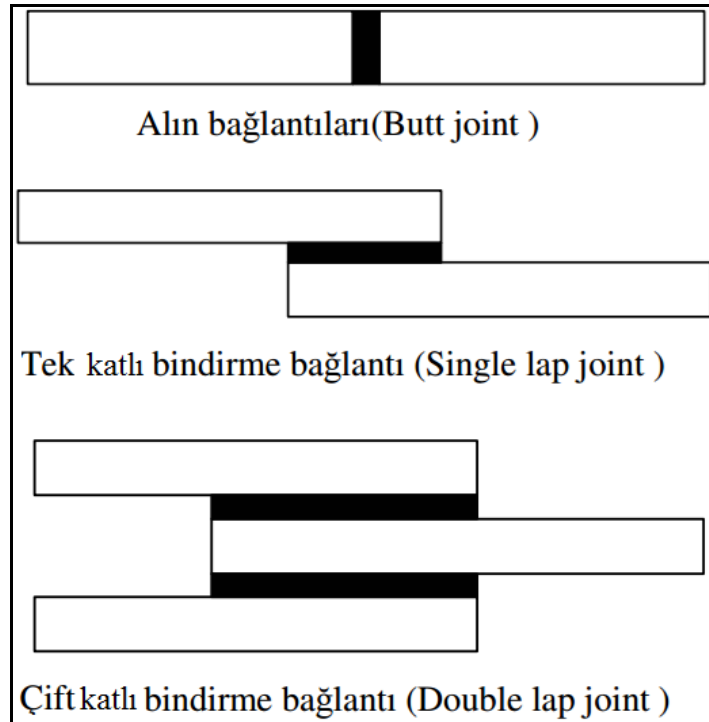 Alın bağlantıları(Butt joint )
Tek katlı bindirme bağlantı (Single lap joint )
Çift katlı bindirme bağlantı (Double lap joint )